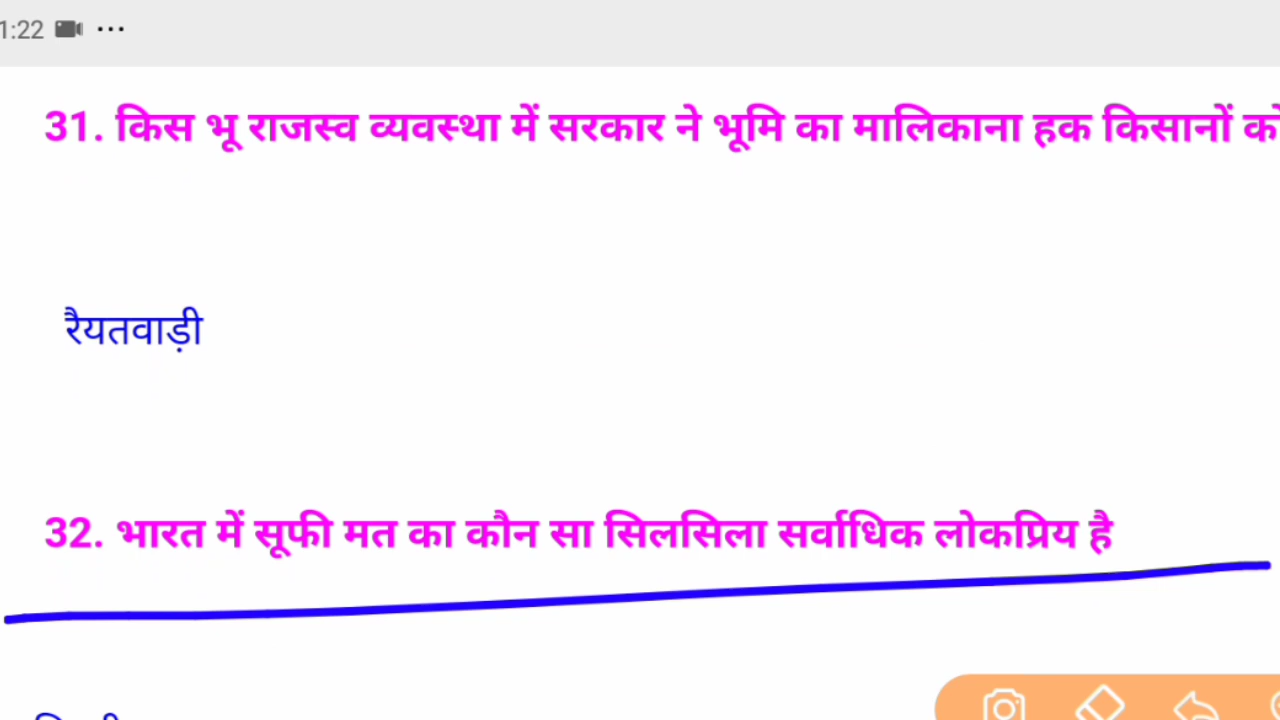 1:22
31. किस भू राजस्व व्यवस्था में सरकार ने भूमि का मालिकाना हक किसानों को
रैयतवाड़ी
32. भारत में सूफी मत का कौन सा सिलसिला सर्वाधिक लोकप्रिय है